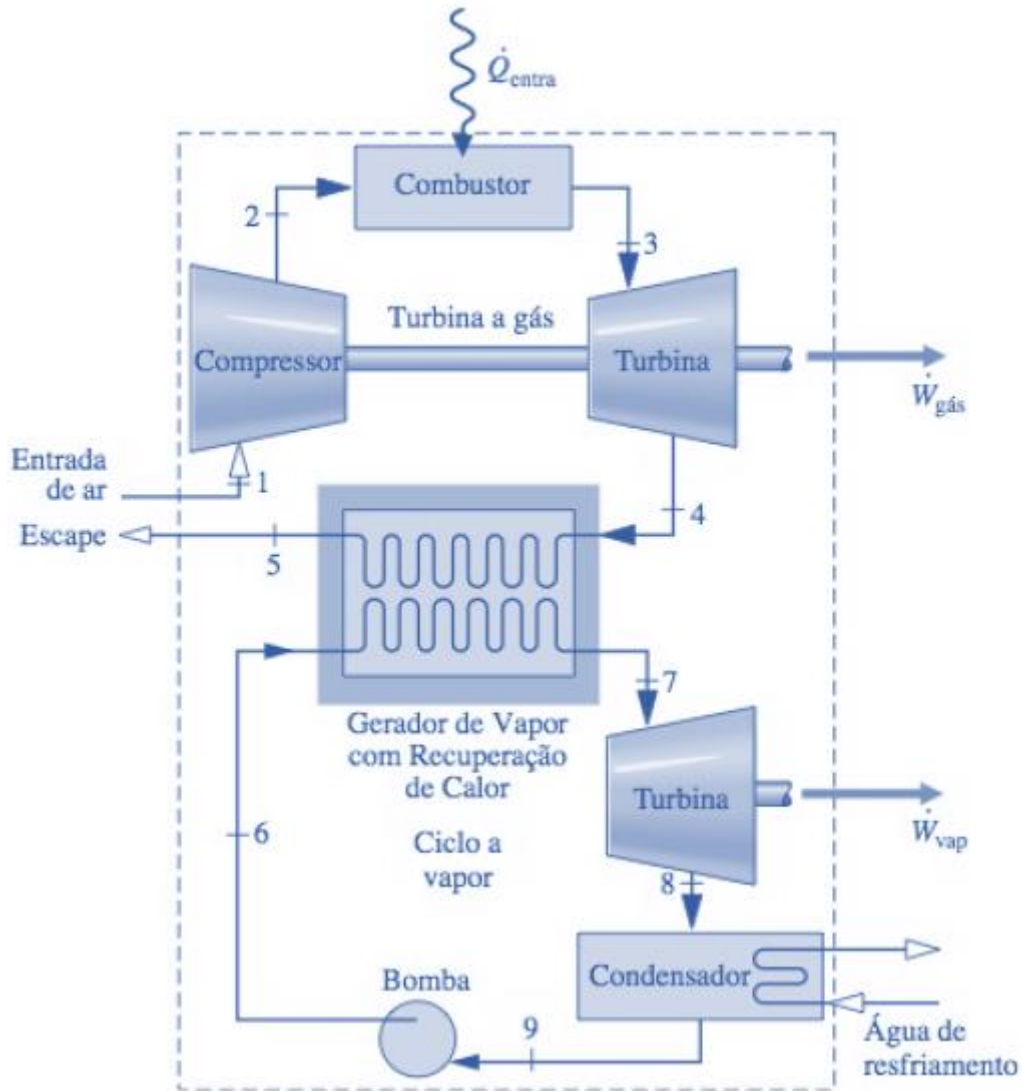 Q̇entra
Combustor
2
3
Turbina a gás
Compressor
Turbina
Ẇgás
Entrada
de ar
1
4
Escape
5
7
Gerador de Vapor
com Recuperação
de Calor
Turbina
6
Ciclo a
vapor
Ẇvap
8
Condensador
Bomba
9
Água de
resfriamento